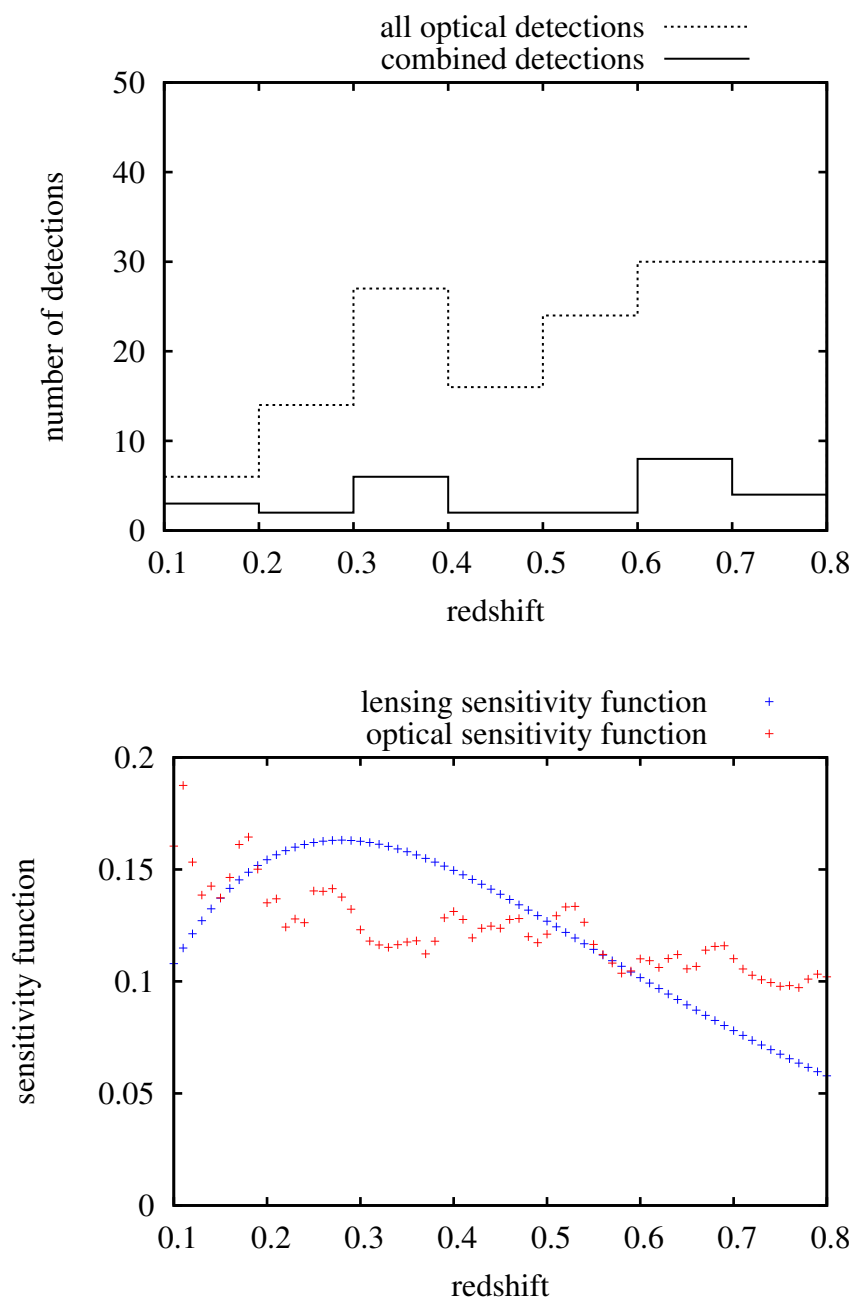 all optical detections
combined detections
50
40
30
20
10
0
number of detections
0.1 0.2 0.3 0.4 0.5 0.6 0.7 0.8
redshift
lensing sensitivity function
optical sensitivity function
0.2
0.15
0.1
0.05
0
sensitivity function
0.1 0.2 0.3 0.4 0.5 0.6 0.7 0.8
redshift